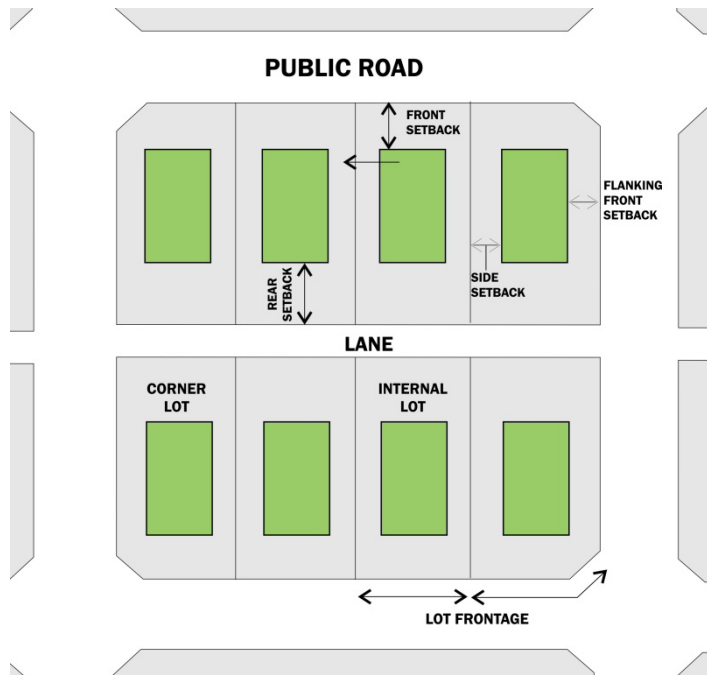 PUBLIC ROAD
FRONT
SETBACK
FLANKING
FRONT
SETBACK
REAR
SETBACK
SIDE
SETBACK
LANE
CORNER
LOT
INTERNAL
LOT
LOT FRONTAGE